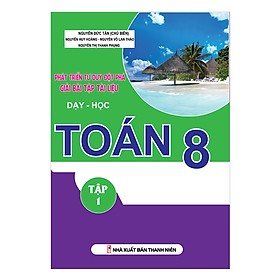 NGUYỄN ĐỨC TẤN (CHỦ BIÊN)
NGUYỄN HUY HOÀNG - NGUYỄN VÕ LAN THẢO
NGUYỄN THỊ THANH PHỤNG
PHÁT TRIỂN TƯ DUY ĐỘT PHÁ
GIẢI BÀI TẬP TÀI LIỆU
DẠY - HỌC
TOÁN 8
TẬP
1
NHÀ XUẤT BẢN THANH NIÊN